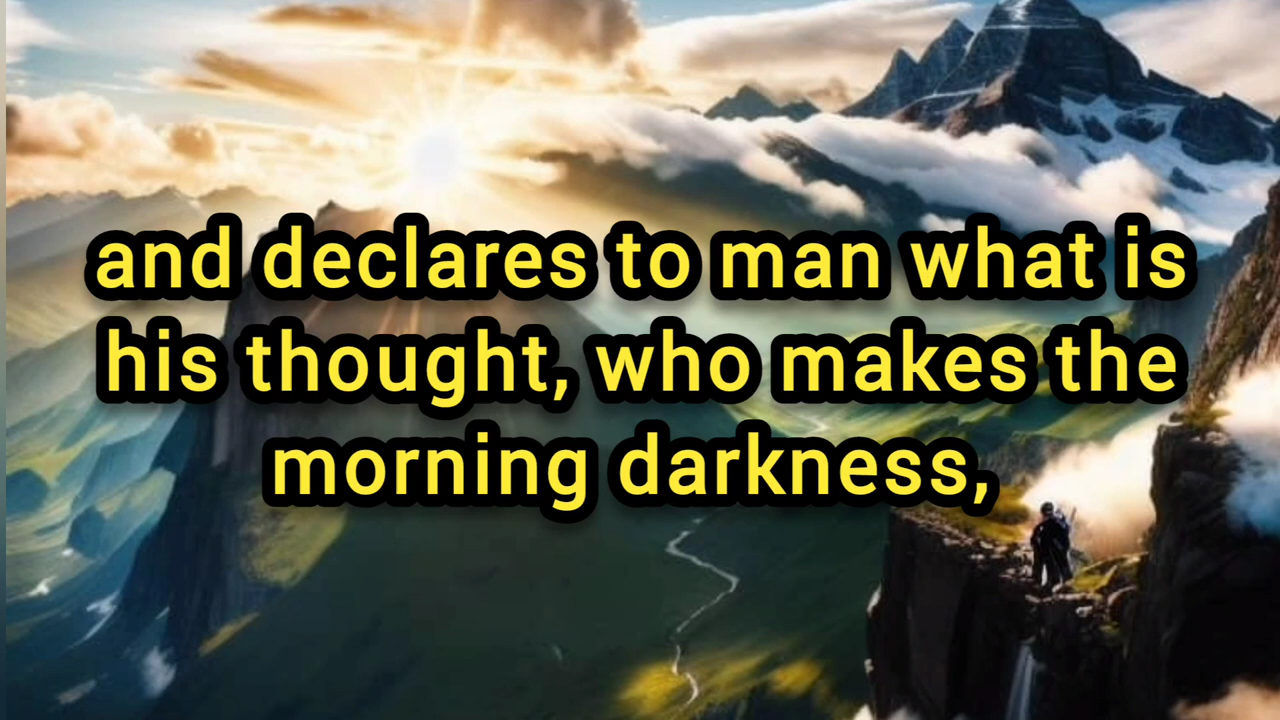 and declares to man what is
his thought, who makes the
morning darkness,